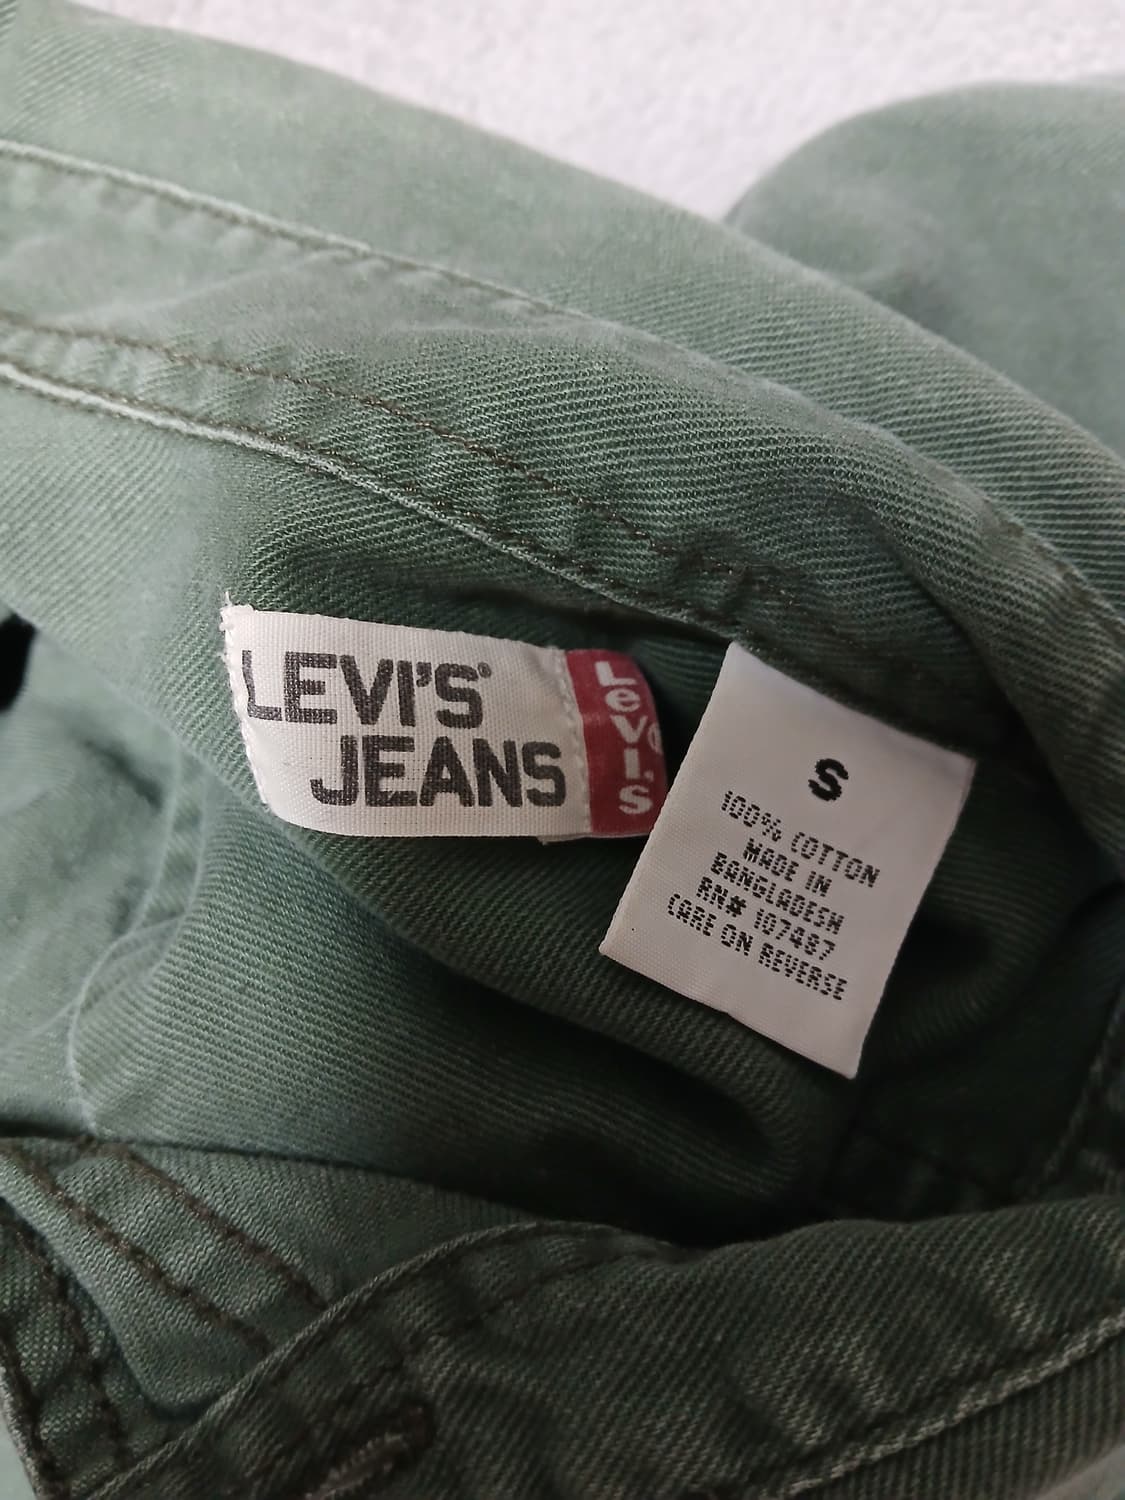 LEVI'S
JEANS
LeVI'S
S
100% COTTON
MADE IN
BANGLADESH
RN# 107487
CARE ON REVERSE